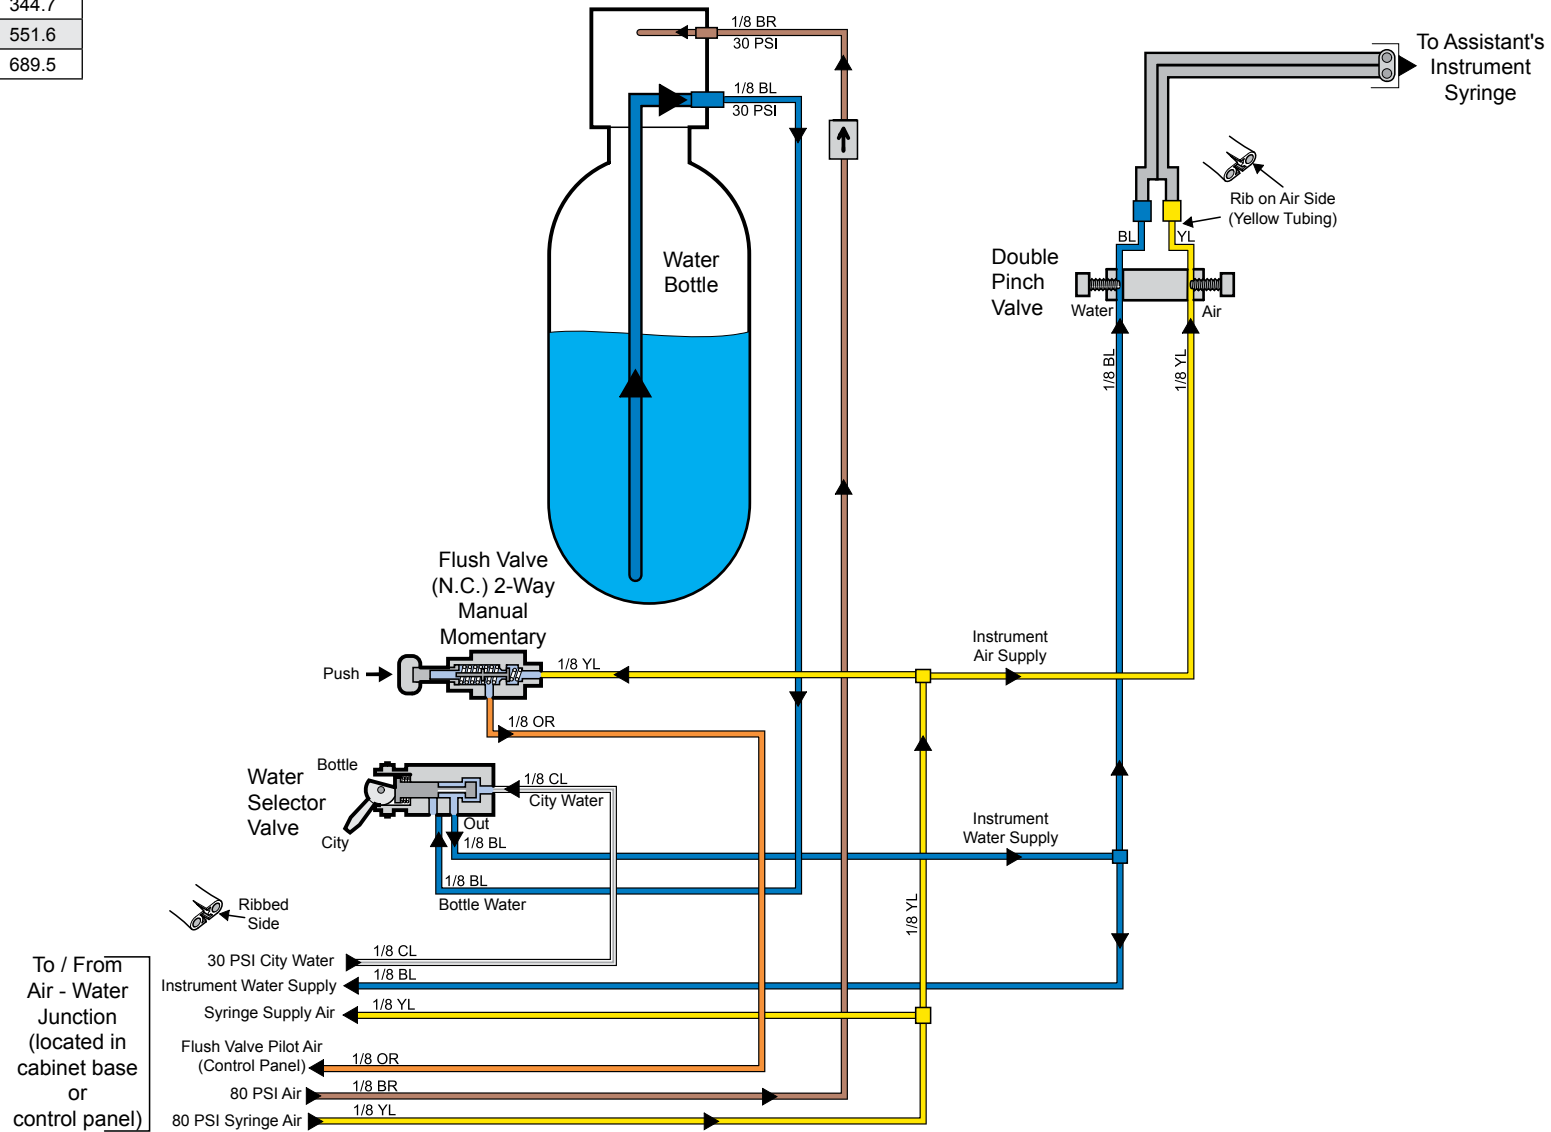 344.7
551.6
689.5
1/8 BR
30 PSI
1/8 BL
30 PSI
To Assistant's
Instrument
Syringe
Rib on Air Side
(Yellow Tubing)
BL
YL
Double
Pinch
Valve
Water
Air
1/8 BL
1/8 YL
Water
Bottle
Flush Valve
(N.C.) 2-Way
Manual
Momentary
Push
1/8 YL
Instrument
Air Supply
1/8 OR
Water
Selector
Valve
Bottle
City
1/8 CL
City Water
Out
1/8 BL
Instrument
Water Supply
1/8 BL
Bottle Water
1/8 YL
Ribbed
Side
To / From
Air - Water
Junction
(located in
cabinet base
or
control panel)
30 PSI City Water
1/8 CL
Instrument Water Supply
1/8 BL
Syringe Supply Air
1/8 YL
Flush Valve Pilot Air
(Control Panel)
1/8 OR
80 PSI Air
1/8 BR
80 PSI Syringe Air
1/8 YL